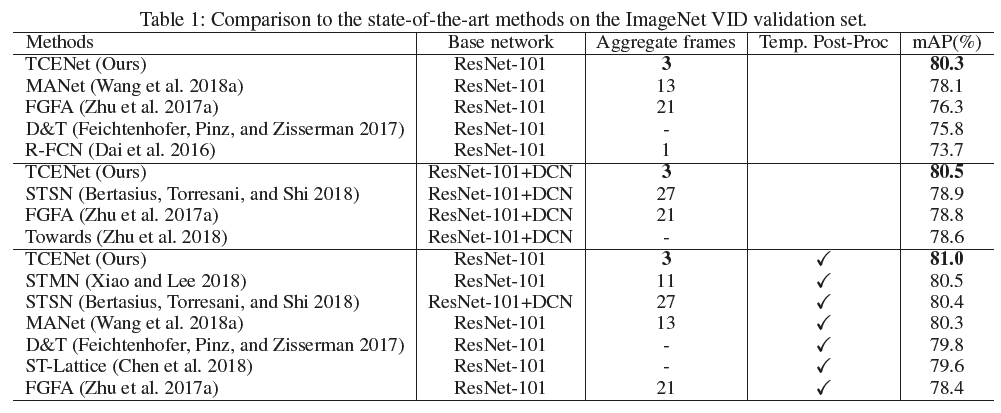 Table 1: Comparison to the state-of-the-art methods on the ImageNet VID validation set.
Methods Base network Aggregate frames Temp. Post-Proc mAP(%)
TCENet (Ours) ResNet-101 3 80.3
MANet (Wang et al. 2018a) ResNet-101 13 78.1
FGFA (Zhu et al. 2017a) ResNet-101 21 76.3
D&T (Feichtenhofer, Pinz, and Zisserman 2017) ResNet-101 - 75.8
R-FCN (Dai et al. 2016) ResNet-101 1 73.7
TCENet (Ours) ResNet-101+DCN 3 80.5
STSN (Bertasius, Torresani, and Shi 2018) ResNet-101+DCN 27 78.9
FGFA (Zhu et al. 2017a) ResNet-101+DCN 21 78.8
Towards (Zhu et al. 2018) ResNet-101+DCN - 78.6
TCENet (Ours) ResNet-101 3 ✓ 81.0
STMN (Xiao and Lee 2018) ResNet-101 11 ✓ 80.5
STSN (Bertasius, Torresani, and Shi 2018) ResNet-101+DCN 27 ✓ 80.4
MANet (Wang et al. 2018a) ResNet-101 13 ✓ 80.3
D&T (Feichtenhofer, Pinz, and Zisserman 2017) ResNet-101 - ✓ 79.8
ST-Lattice (Chen et al. 2018) ResNet-101 - ✓ 79.6
FGFA (Zhu et al. 2017a) ResNet-101 21 ✓ 78.4